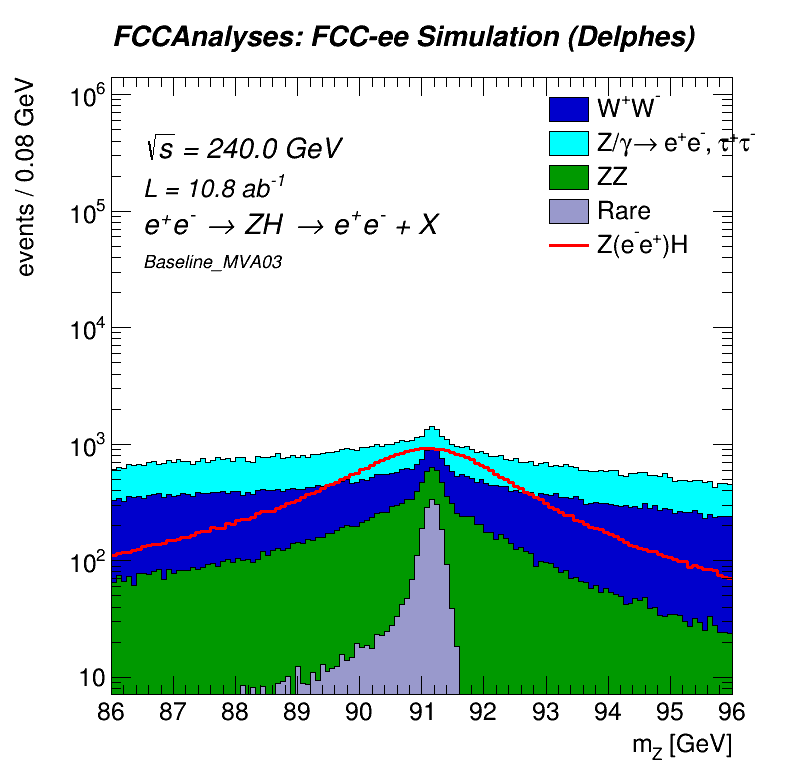 FCCAnalyses: FCC-ee Simulation (Delphes)
events / 0.08 GeV
10⁶
10⁵
10⁴
10³
10²
10
√s = 240.0 GeV
L = 10.8 ab⁻¹
e⁺e⁻ → ZH → e⁺e⁻ + X
Baseline_MVA03
W⁺W⁻
Z/γ→ e⁺e⁻, τ⁺τ⁻
ZZ
Rare
Z(e⁻e⁺)H
86 87 88 89 90 91 92 93 94 95 96
m_Z [GeV]